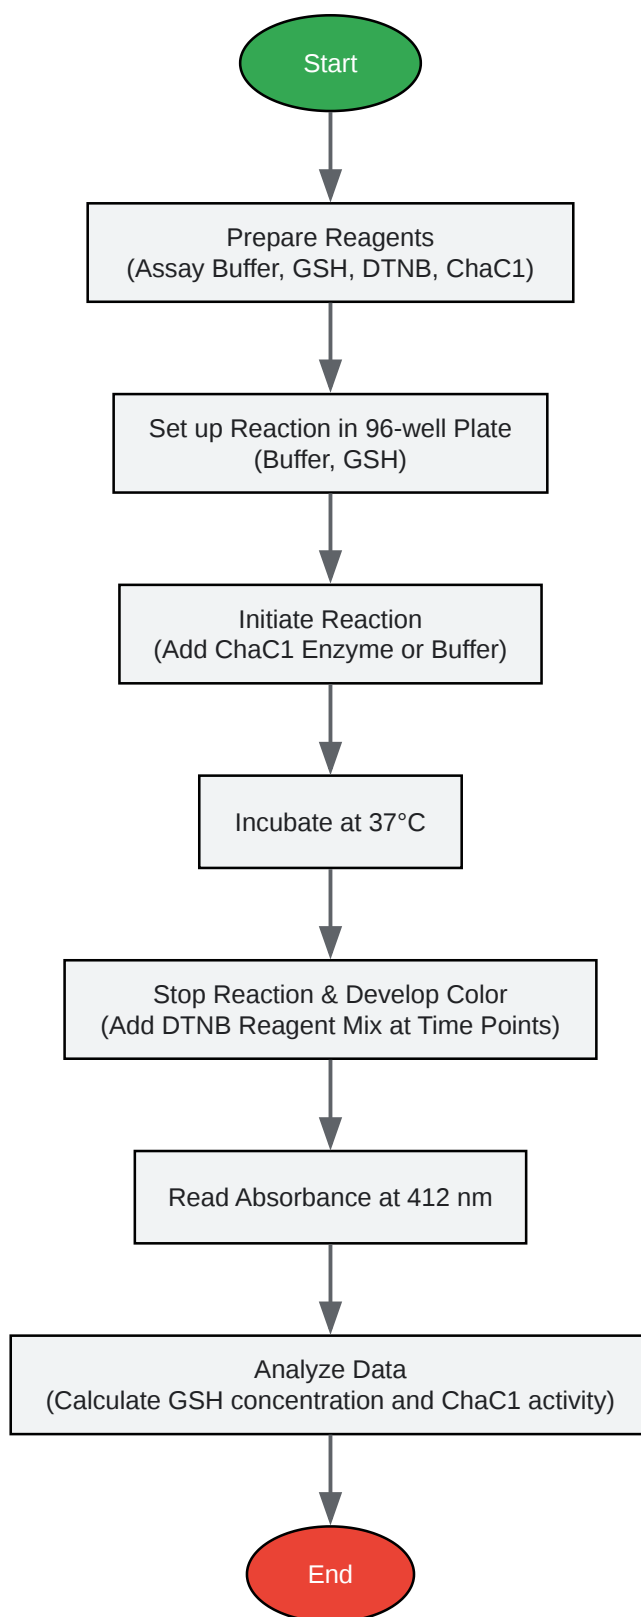 Start
Prepare Reagents
(Assay Buffer, GSH, DTNB, ChaC1)
Set up Reaction in 96-well Plate
(Buffer, GSH)
Initiate Reaction
(Add ChaC1 Enzyme or Buffer)
Incubate at 37°C
Stop Reaction & Develop Color
(Add DTNB Reagent Mix at Time Points)
Read Absorbance at 412 nm
Analyze Data
(Calculate GSH concentration and ChaC1 activity)
End